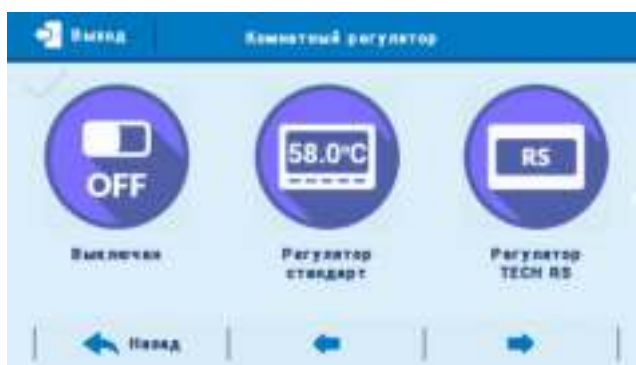 Выход
Комнатный регулятор
OFF
58.0°C
RS
Выключен
Регулятор
стандарт
Регулятор
TECH RS
Назад